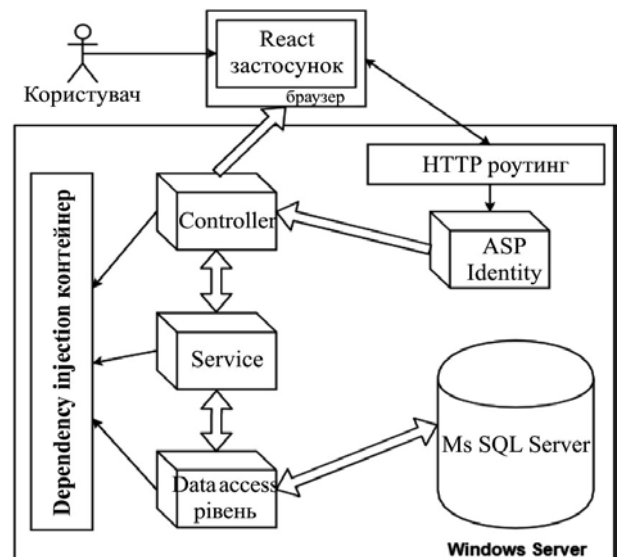 React
застосунок
браузер
Користувач
HTTP роутинг
Controller
ASP
Identity
Dependency injection контейнер
Service
Ms SQL Server
Data access
рівень
Windows Server